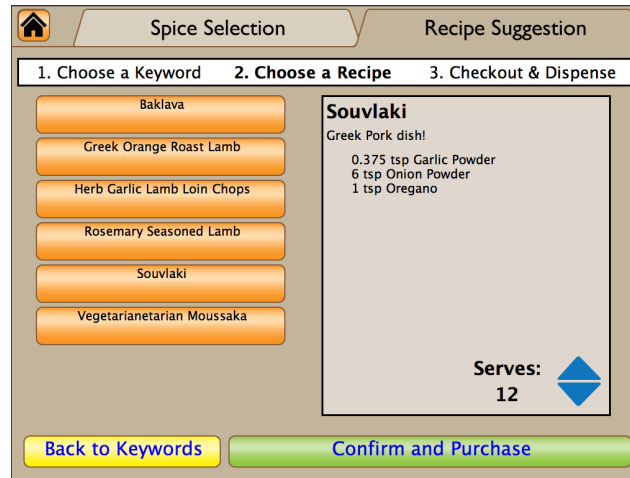 Spice Selection
Recipe Suggestion
1. Choose a Keyword 2. Choose a Recipe 3. Checkout & Dispense
Baklava
Greek Orange Roast Lamb
Herb Garlic Lamb Loin Chops
Rosemary Seasoned Lamb
Souvlaki
Vegetarianetarian Moussaka
Souvlaki
Greek Pork dish!
0.375 tsp Garlic Powder
6 tsp Onion Powder
1 tsp Oregano
Serves:
12
Back to Keywords
Confirm and Purchase